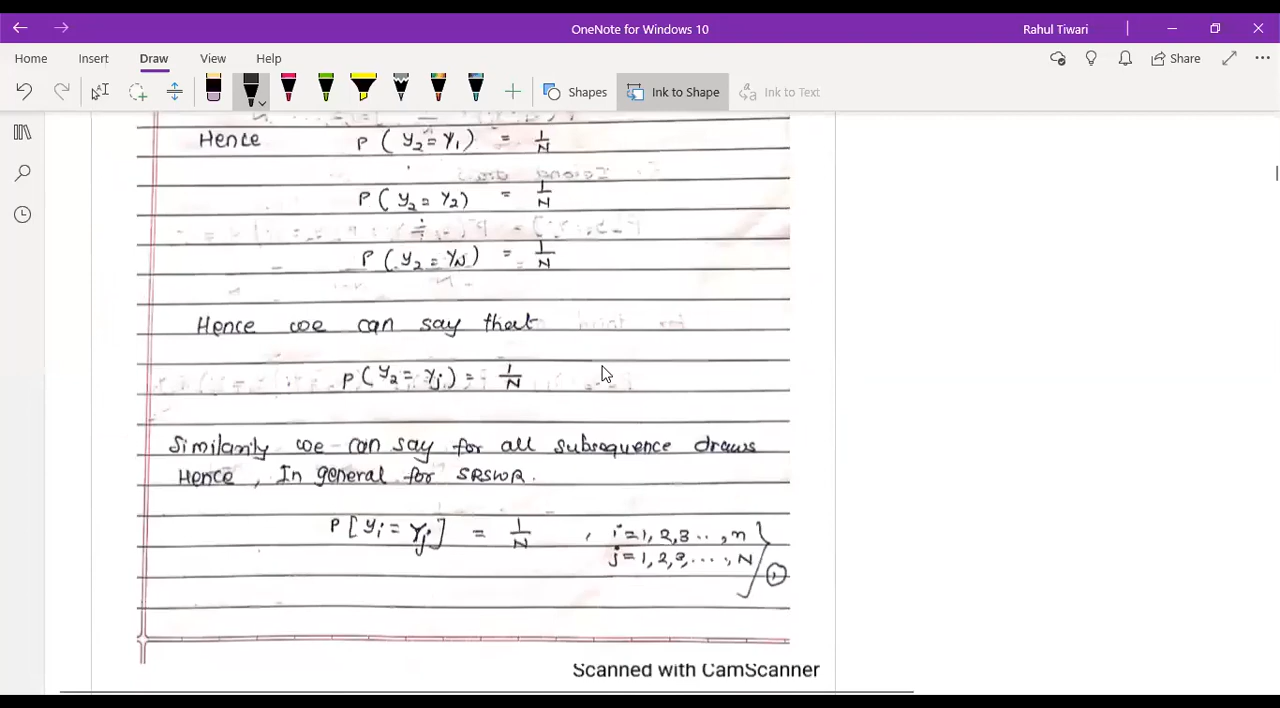 OneNote for Windows 10
Rahul Tiwari
Home Insert Draw View Help
Share
Shapes Ink to Shape Ink to Text
Hence P ( y₂ = Y₁ ) = 1/N
P ( y₂ = Y₂ ) = 1/N
P ( y₂ = YN ) = 1/N
Hence we can say that
P ( y₂ = Yj ) = 1/N
Similarily we can say for all subsequence draws
Hence , In general for SRSWR.
P [ yi = Yj ] = 1/N , i = 1, 2, 3 .. , n
j = 1, 2, 3, ... , N
Scanned with CamScanner